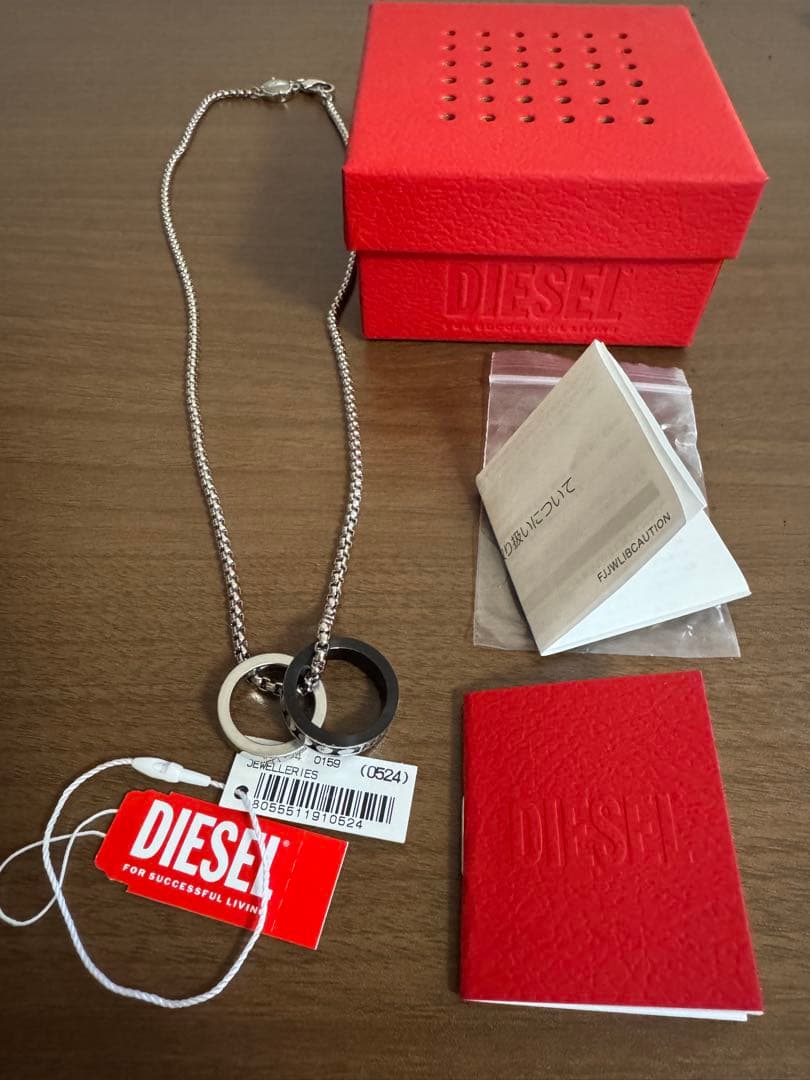 DIESEL
FOR SUCCESSFUL LIVING
り扱いについて
FJJWLIBCAUTION
0159
JEWELLERIES
(0524)
8055511910524
DIESEL
FOR SUCCESSFUL LIVING
DIESEL